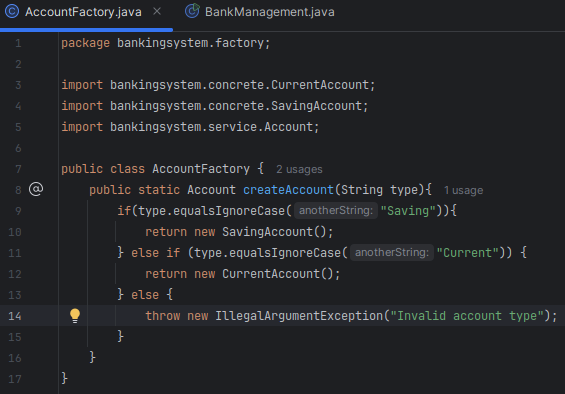 AccountFactory.java × BankManagement.java
1 package bankingsystem.factory;
2
3 import bankingsystem.concrete.CurrentAccount;
4 import bankingsystem.concrete.SavingAccount;
5 import bankingsystem.service.Account;
6
7 public class AccountFactory { 2 usages
8 @ public static Account createAccount(String type){ 1 usage
9 if(type.equalsIgnoreCase( anotherString: "Saving")){
10 return new SavingAccount();
11 } else if (type.equalsIgnoreCase( anotherString: "Current")) {
12 return new CurrentAccount();
13 } else {
14 throw new IllegalArgumentException("Invalid account type");
15 }
16 }
17 }